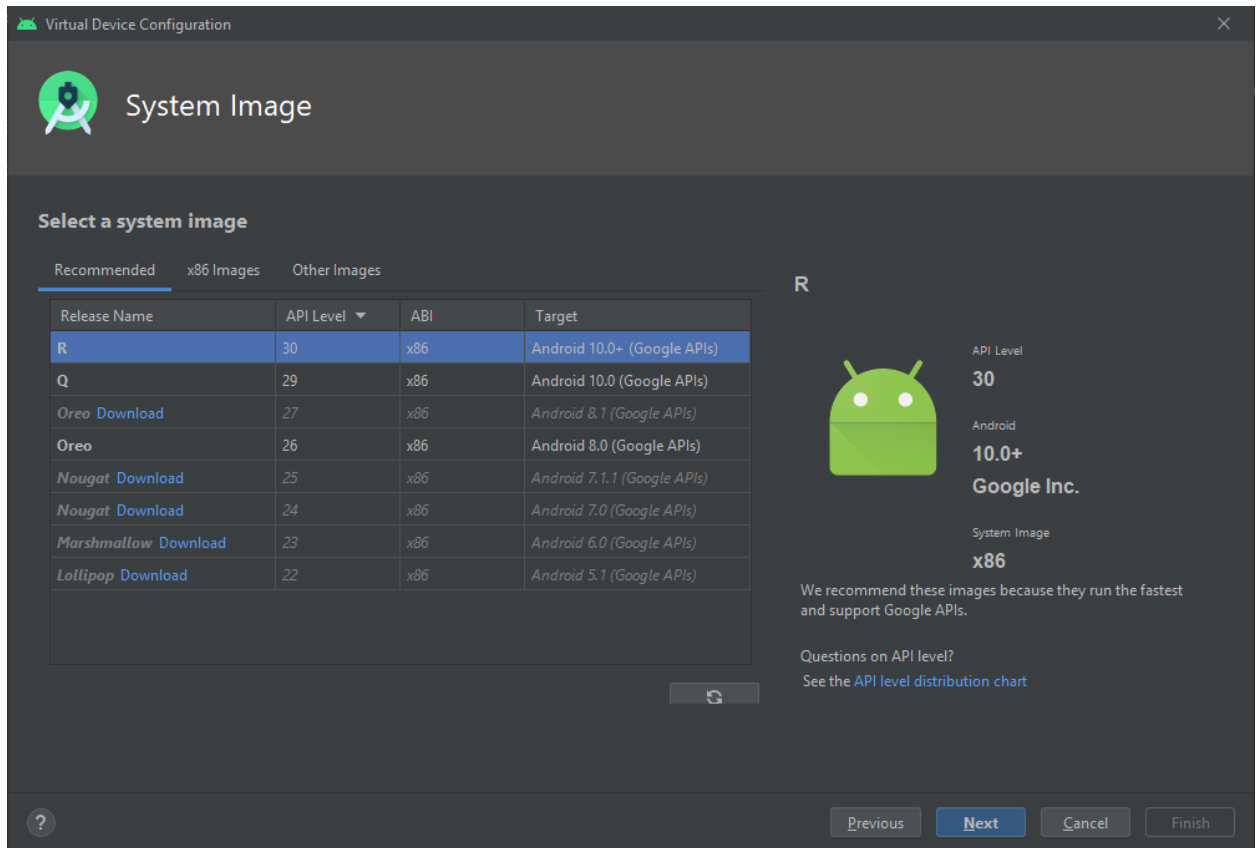 Virtual Device Configuration
System Image
Select a system image
Recommended x86 Images Other Images
Release Name API Level ABI Target
R 30 x86 Android 10.0+ (Google APIs)
Q 29 x86 Android 10.0 (Google APIs)
Oreo Download 27 x86 Android 8.1 (Google APIs)
Oreo 26 x86 Android 8.0 (Google APIs)
Nougat Download 25 x86 Android 7.1.1 (Google APIs)
Nougat Download 24 x86 Android 7.0 (Google APIs)
Marshmallow Download 23 x86 Android 6.0 (Google APIs)
Lollipop Download 22 x86 Android 5.1 (Google APIs)
R
API Level
30
Android
10.0+
Google Inc.
System Image
x86
We recommend these images because they run the fastest
and support Google APIs.
Questions on API level?
See the API level distribution chart
? Previous Next Cancel Finish